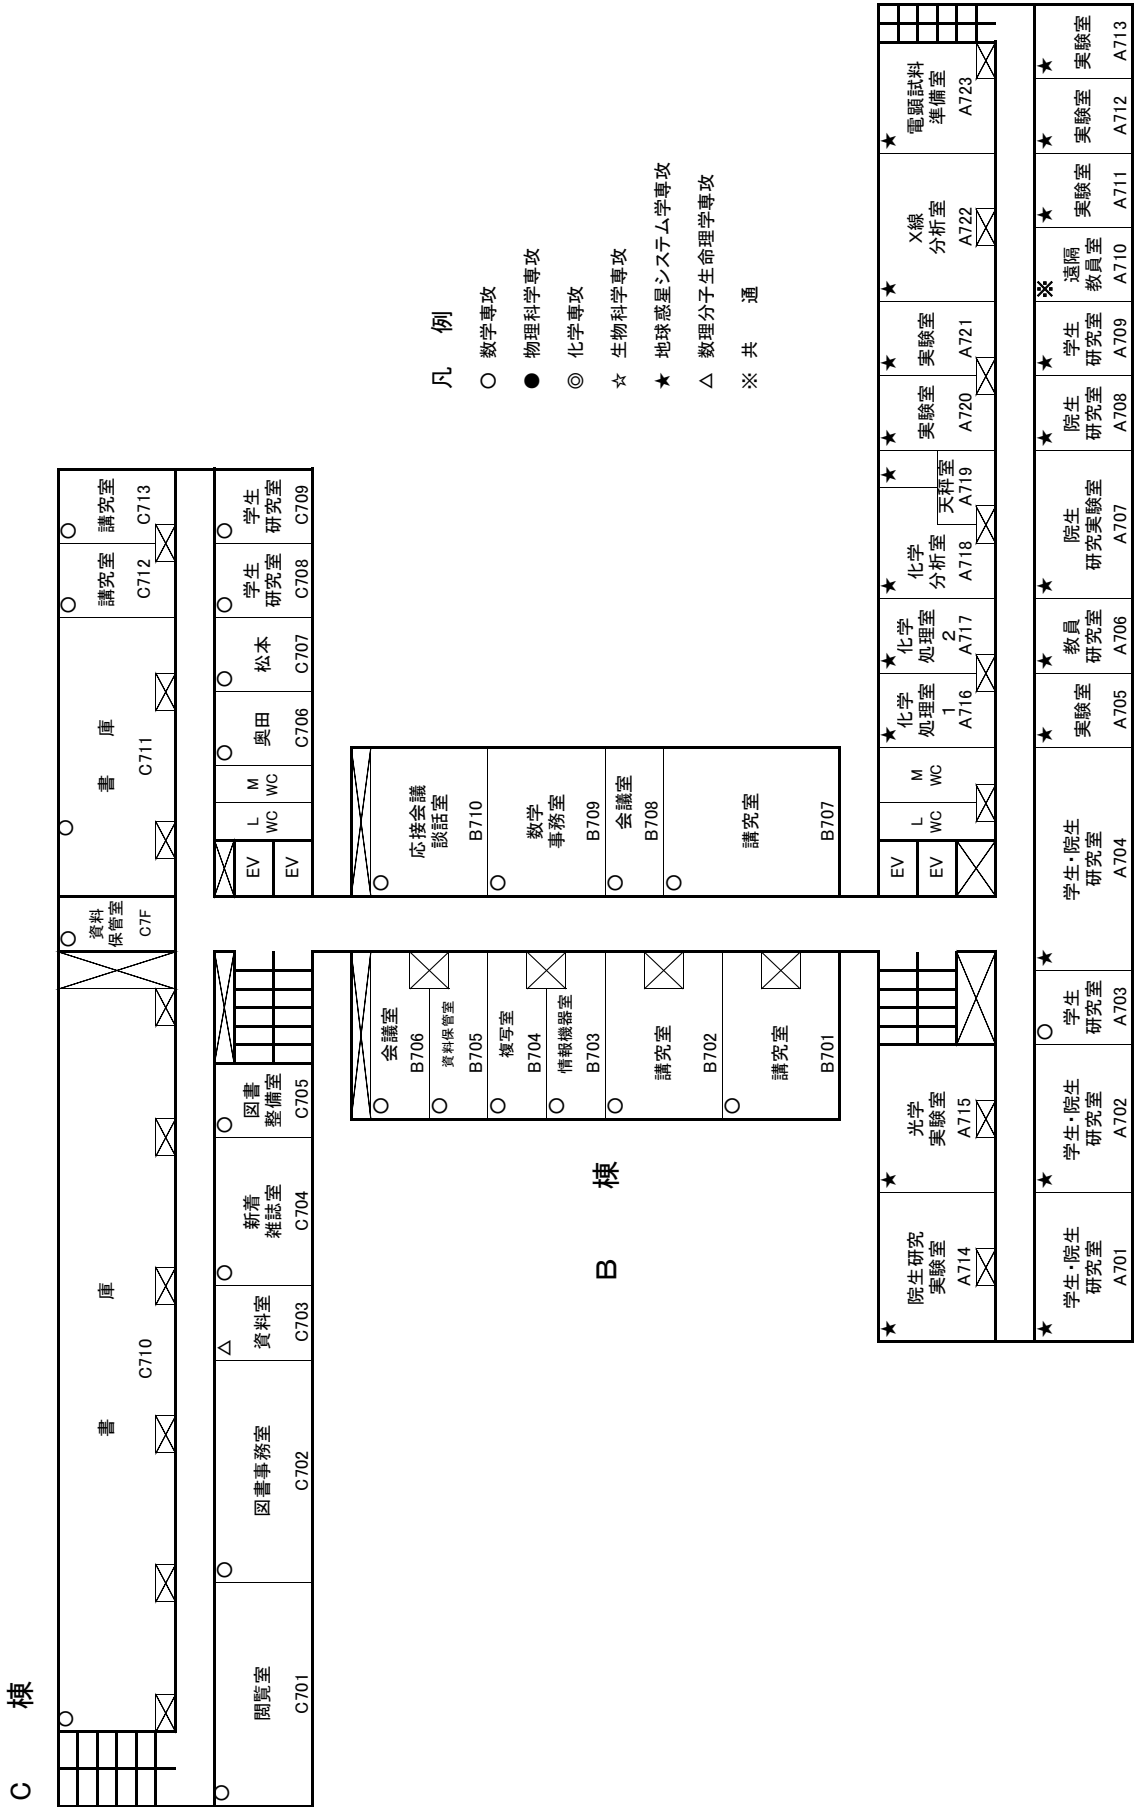 C　棟
書　庫
C710
資料
保管室
C7F
書　庫
C711
講究室
C712
講究室
C713
閲覧室
C701
図書事務室
C702
資料室
C703
新着
雑誌室
C704
図書
整備室
C705
EV
EV
L
WC
M
WC
奥田
C706
松本
C707
学生
研究室
C708
学生
研究室
C709
B　棟
会議室
B706
資料保管室
B705
複写室
B704
情報機器室
B703
講究室
B702
講究室
B701
応接会議
談話室
B710
数学
事務室
B709
会議室
B708
講究室
B707
凡　例
○ 数学専攻
● 物理科学専攻
◎ 化学専攻
☆ 生物科学専攻
★ 地球惑星システム学専攻
△ 数理分子生命理学専攻
※ 共　通
院生研究
実験室
A714
光学
実験室
A715
EV
EV
L
WC
M
WC
化学
処理室
1
A716
化学
処理室
2
A717
化学
分析室
A718
天秤室
A719
実験室
A720
実験室
A721
X線
分析室
A722
電顕試料
準備室
A723
学生・院生
研究室
A701
学生・院生
研究室
A702
学生
研究室
A703
学生・院生
研究室
A704
実験室
A705
教員
研究室
A706
院生
研究実験室
A707
院生
研究室
A708
学生
研究室
A709
※
遠隔
教員室
A710
実験室
A711
実験室
A712
実験室
A713